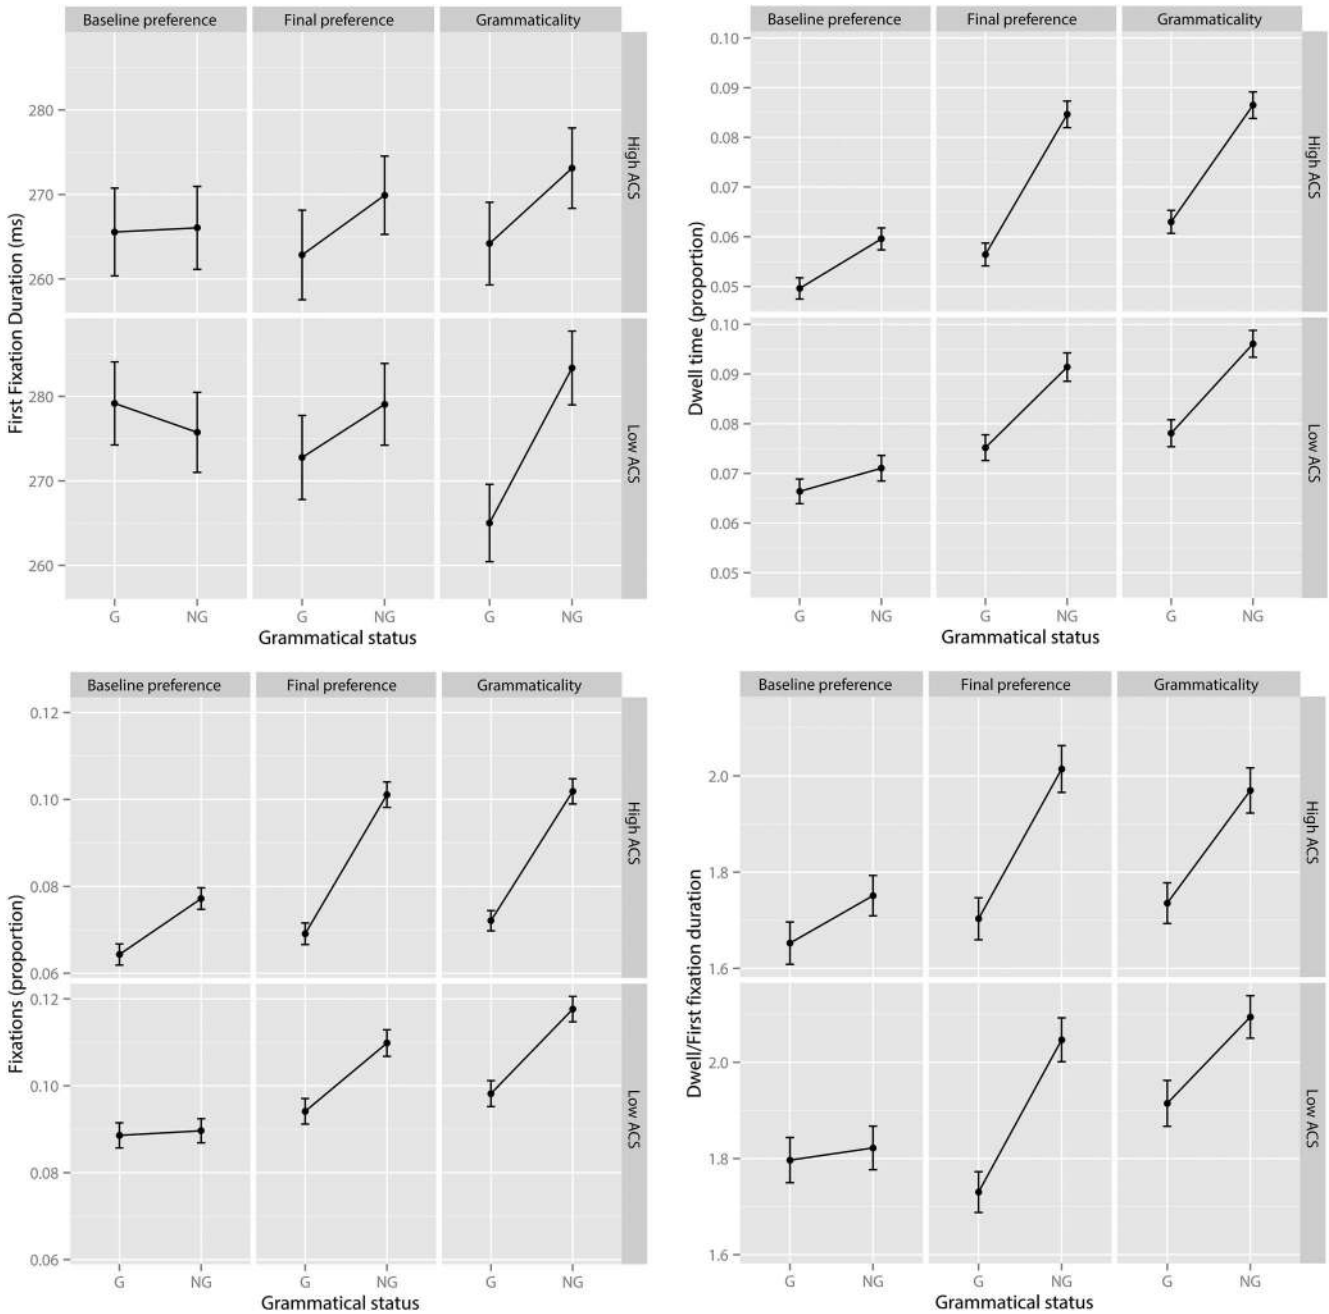 Baseline preference Final preference Grammaticality
First Fixation Duration (ms)
280
270
260
High ACS
280
270
260
Low ACS
G NG G NG G NG
Grammatical status
Baseline preference Final preference Grammaticality
Dwell time (proportion)
0.10
0.09
0.08
0.07
0.06
0.05
High ACS
0.10
0.09
0.08
0.07
0.06
0.05
Low ACS
G NG G NG G NG
Grammatical status
Baseline preference Final preference Grammaticality
Fixations (proportion)
0.12
0.10
0.08
0.06
High ACS
0.12
0.10
0.08
0.06
Low ACS
G NG G NG G NG
Grammatical status
Baseline preference Final preference Grammaticality
Dwell/First fixation duration
2.0
1.8
1.6
High ACS
2.0
1.8
1.6
Low ACS
G NG G NG G NG
Grammatical status